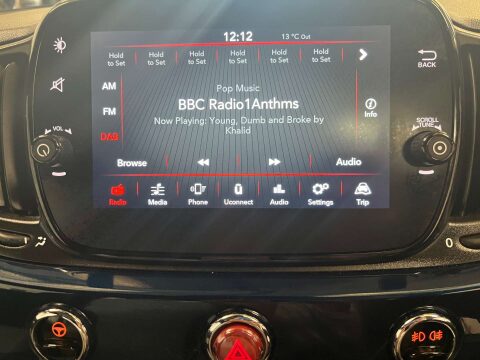 12:12
13 °C Out
Hold to Set Hold to Set Hold to Set Hold to Set Hold to Set Hold to Set
BACK
AM
FM
DAB
Pop Music
BBC Radio1Anthms
Now Playing: Young, Dumb and Broke by
Khalid
Info
VOL
SCROLL
TUNE
Browse
Audio
Radio Media Phone Uconnect Audio Settings Trip
0